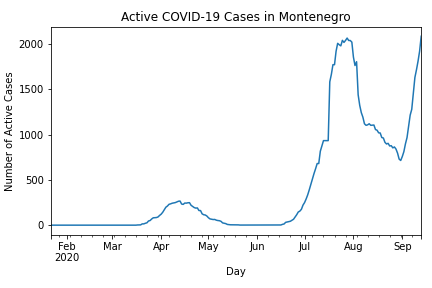 Active COVID-19 Cases in Montenegro
Number of Active Cases
2000
1500
1000
500
0
Feb Mar Apr May Jun Jul Aug Sep
2020
Day